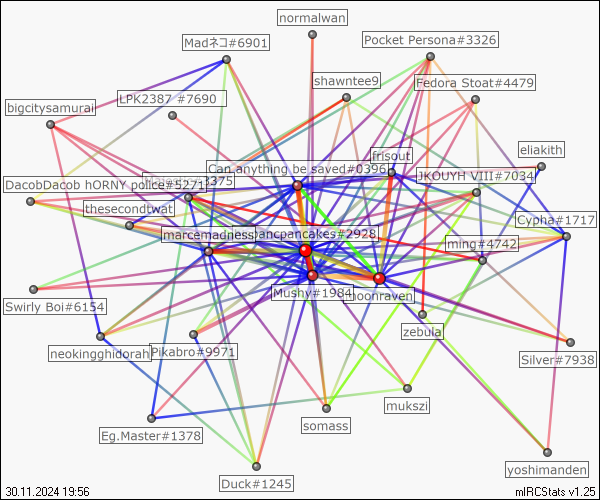 normalwan
Madネコ#6901
Pocket Persona#3326
shawntee9
Fedora Stoat#4479
LPK2387 #7690
bigcitysamurai
eliakith
frisout
Can anything be saved#0396
JKOUYH VIII#7034
DacobDacob hORNY police#5271
3375
thesecondtwat
Cypha#1717
marcemadness
ancpancakes#2928
ming#4742
Mushy#1984
moonraven
Swirly Boi#6154
zebula
neokingghidorah
Pikabro#9971
Silver#7938
mukszi
somass
Eg.Master#1378
yoshimanden
Duck#1245
30.11.2024 19:56
mIRCStats v1.25